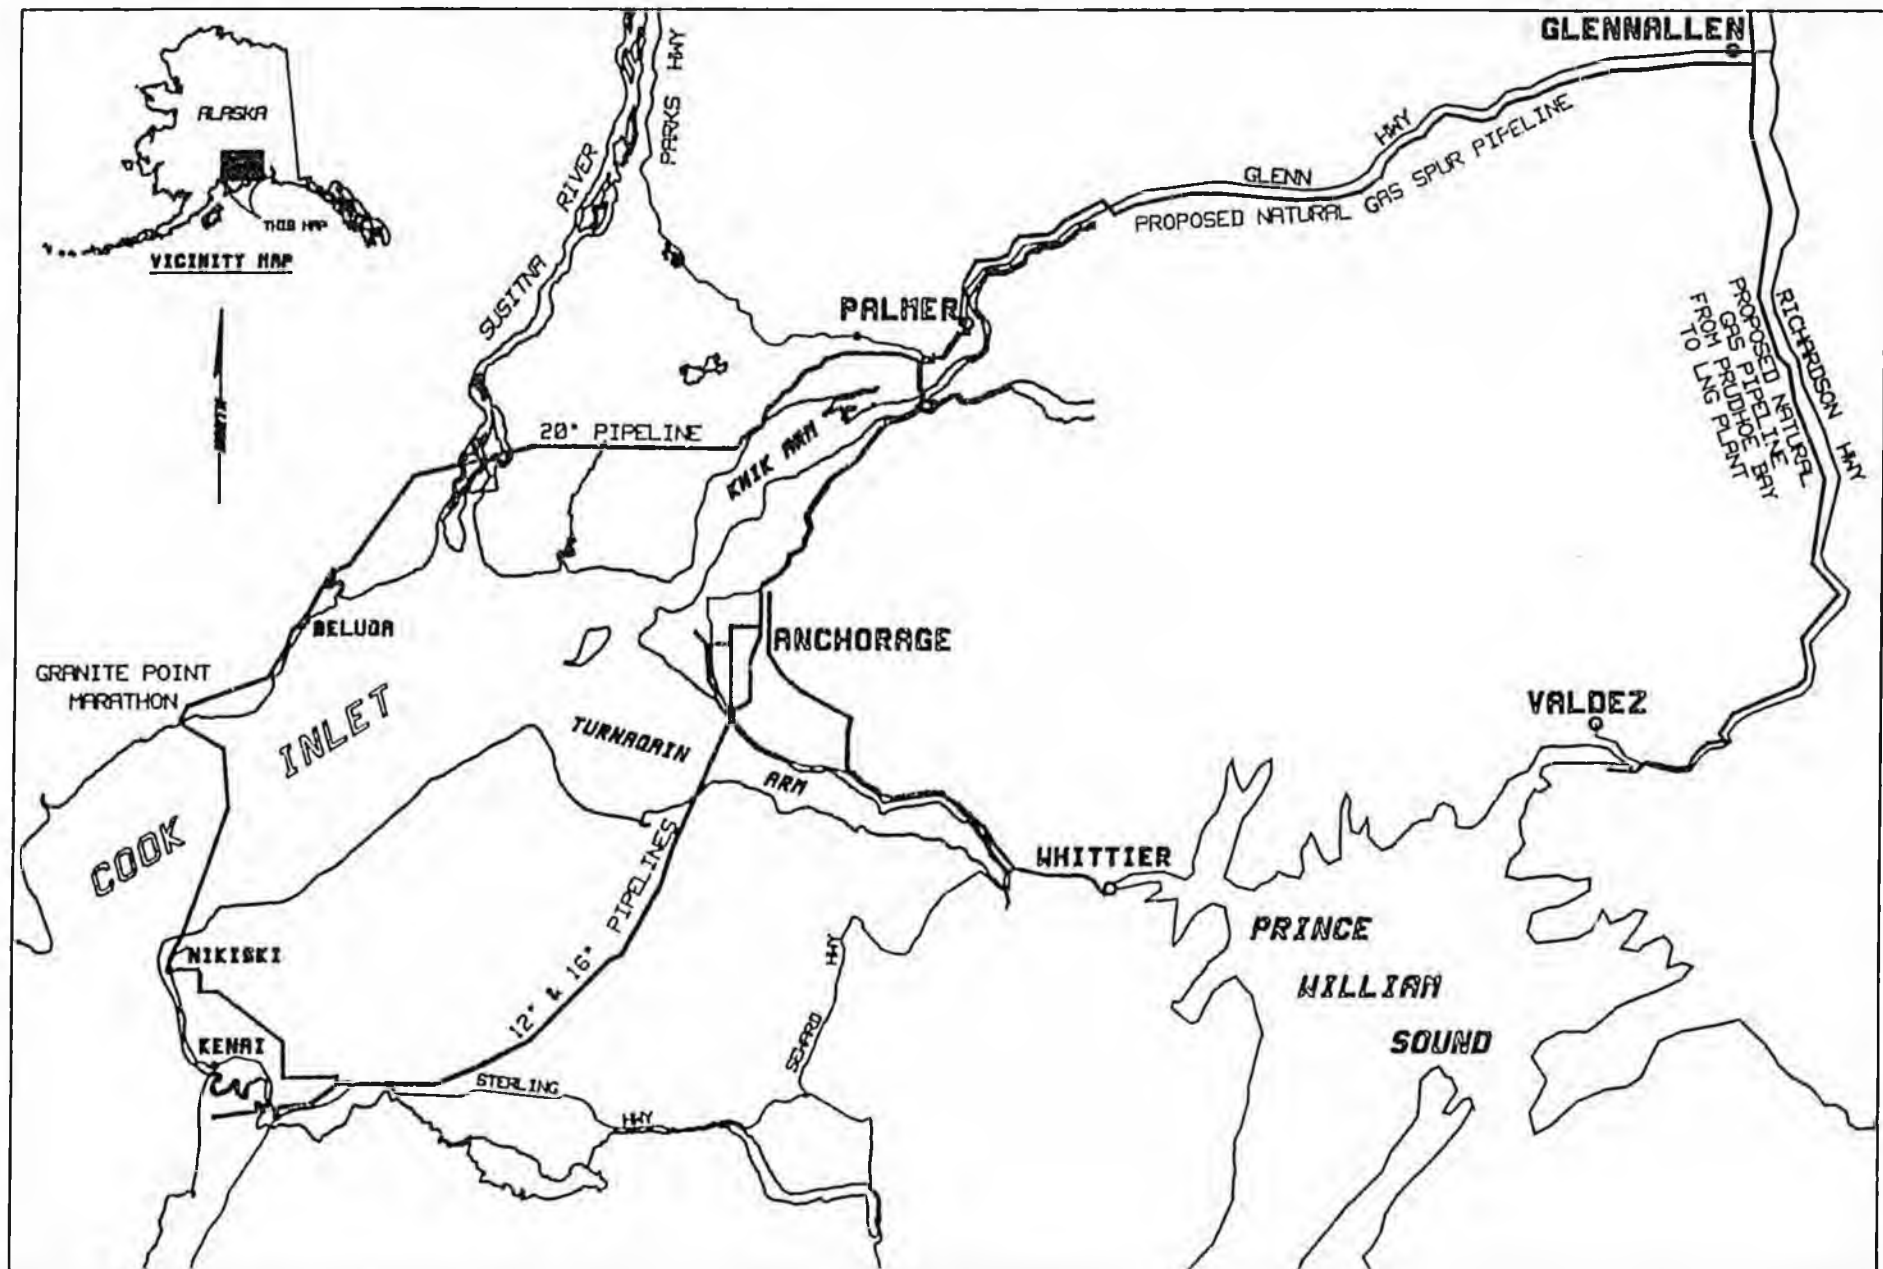 GLENNALLEN
PARKS HWY
ALASKA
THIS MAP
VICINITY MAP
NORTH
RIVER
SUSITNA
GLENN
HWY
PROPOSED NATURAL GAS SPUR PIPELINE
PALMER
RICHARDSON HWY
PROPOSED NATURAL
GAS PIPELINE
FROM PRUDHOE BAY
TO LNG PLANT
20" PIPELINE
KNIK ARM
BELUGA
ANCHORAGE
GRANITE POINT
MARATHON
COOK
INLET
TURNAGAIN
ARM
VALDEZ
WHITTIER
12" & 16" PIPELINES
PRINCE
WILLIAM
SOUND
NIKISKI
KENAI
STERLING
HWY
SEWARD
HWY